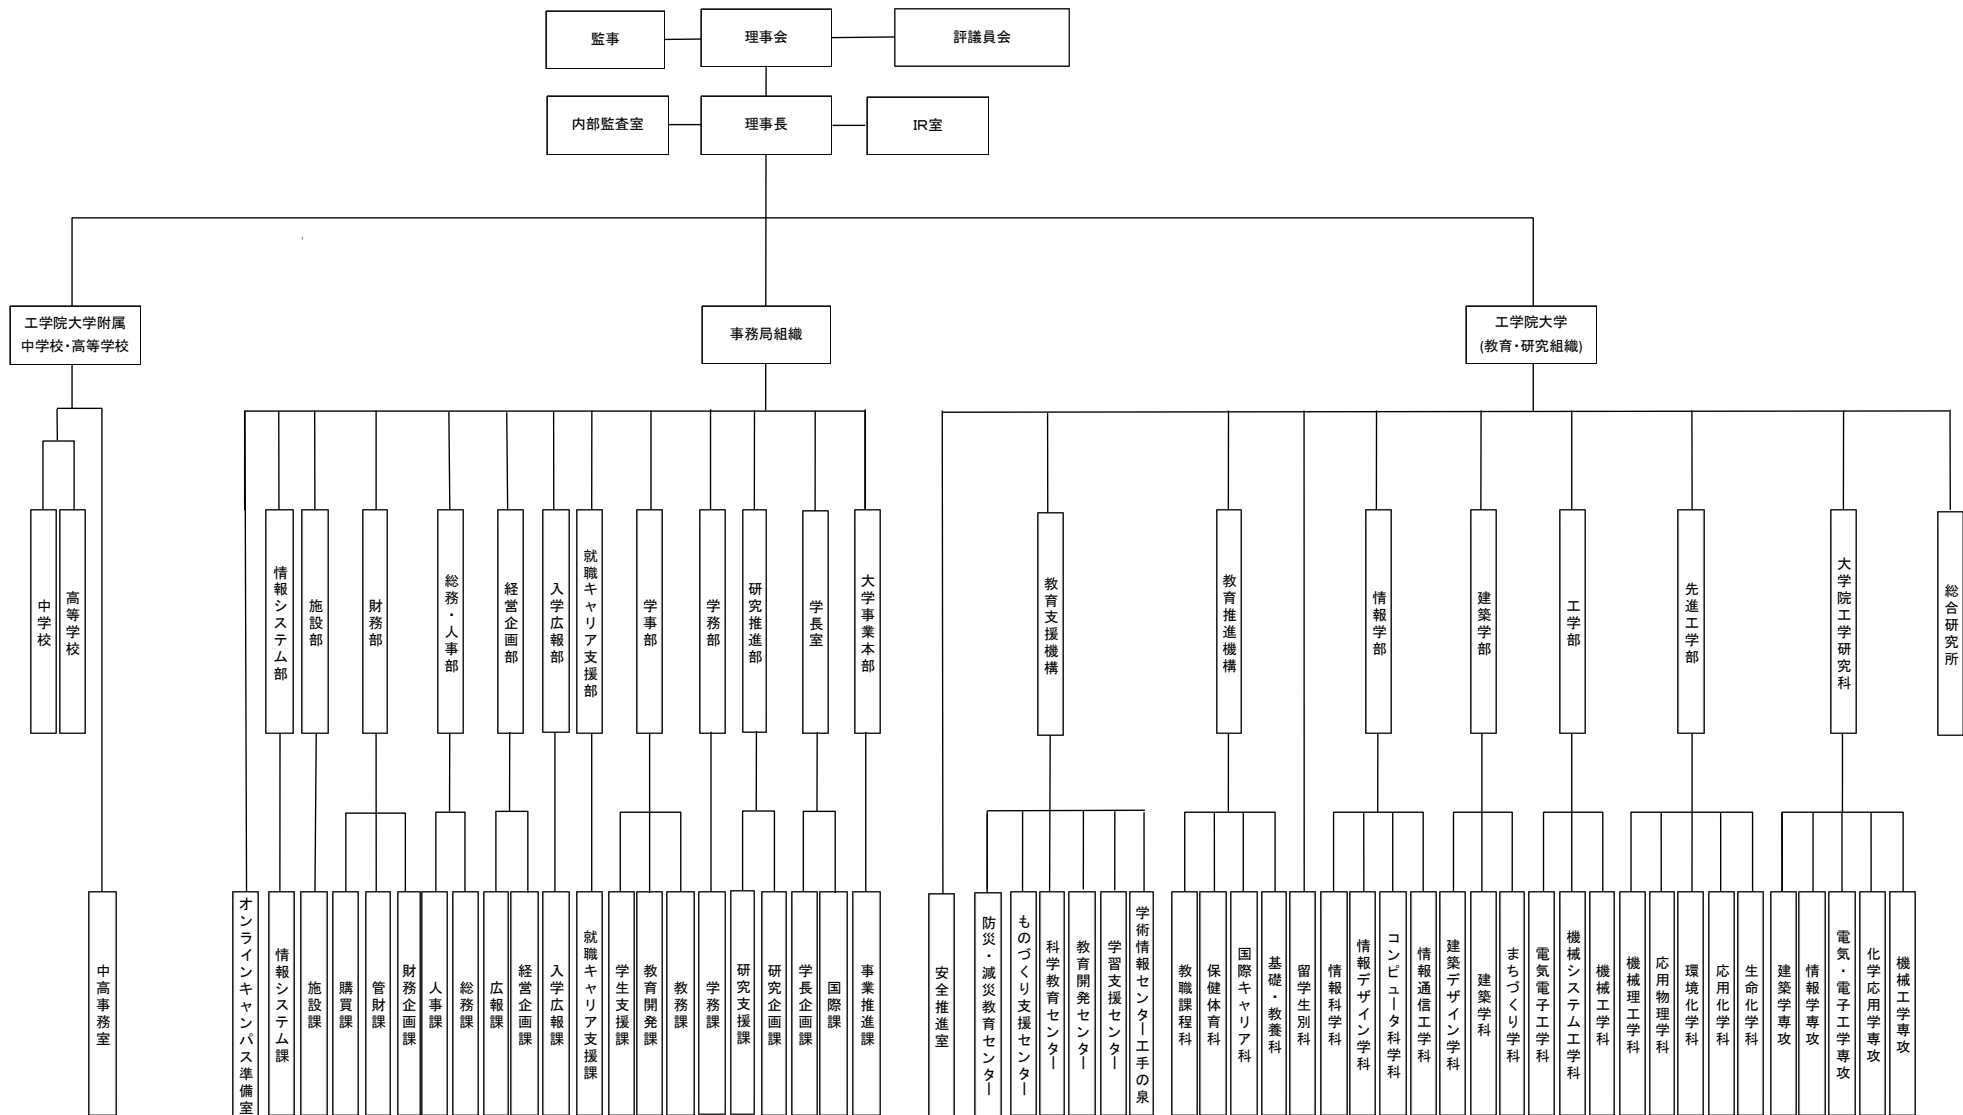 監事
理事会
評議員会
内部監査室
理事長
IR室
工学院大学附属
中学校・高等学校
事務局組織
工学院大学
(教育・研究組織)
中学校
高等学校
情報システム部
施設部
財務部
総務・人事部
経営企画部
入学広報部
就職キャリア支援部
学事部
学務部
研究推進部
学長室
大学事業本部
教育支援機構
教育推進機構
情報学部
建築学部
工学部
先進工学部
大学院工学研究科
総合研究所
中高事務室
オンラインキャンパス準備室
情報システム課
施設課
購買課
管財課
財務企画課
人事課
総務課
広報課
経営企画課
入学広報課
就職キャリア支援課
学生支援課
教育開発課
教務課
学務課
研究支援課
研究企画課
学長企画課
国際課
事業推進課
安全推進室
防災・減災教育センター
ものづくり支援センター
科学教育センター
教育開発センター
学習支援センター
学術情報センター工手の泉
教職課程科
保健体育科
国際キャリア科
基礎・教養科
留学生別科
情報科学科
情報デザイン学科
コンピュータ科学科
情報通信工学科
建築デザイン学科
建築学科
まちづくり学科
電気電子工学科
機械システム工学科
機械工学科
機械理工学科
応用物理学科
環境化学科
応用化学科
生命化学科
建築学専攻
情報学専攻
電気・電子工学専攻
化学応用学専攻
機械工学専攻